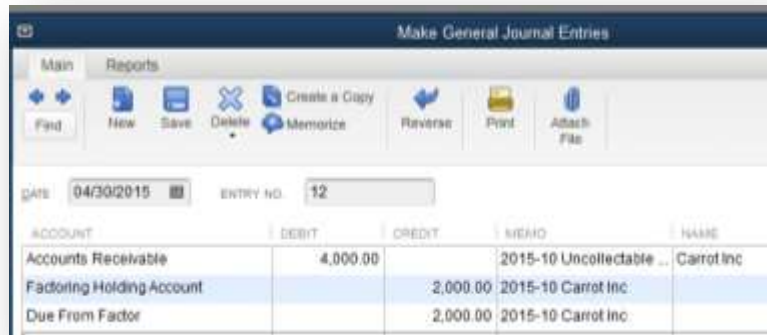 Make General Journal Entries
Main Reports
Find New Save Delete Create a Copy Memorize Reverse Print Attach File
DATE 04/30/2015 ENTRY NO. 12
ACCOUNT DEBIT CREDIT MEMO NAME
Accounts Receivable 4,000.00 2015-10 Uncollectable ... Carrot Inc
Factoring Holding Account 2,000.00 2015-10 Carrot Inc
Due From Factor 2,000.00 2015-10 Carrot Inc